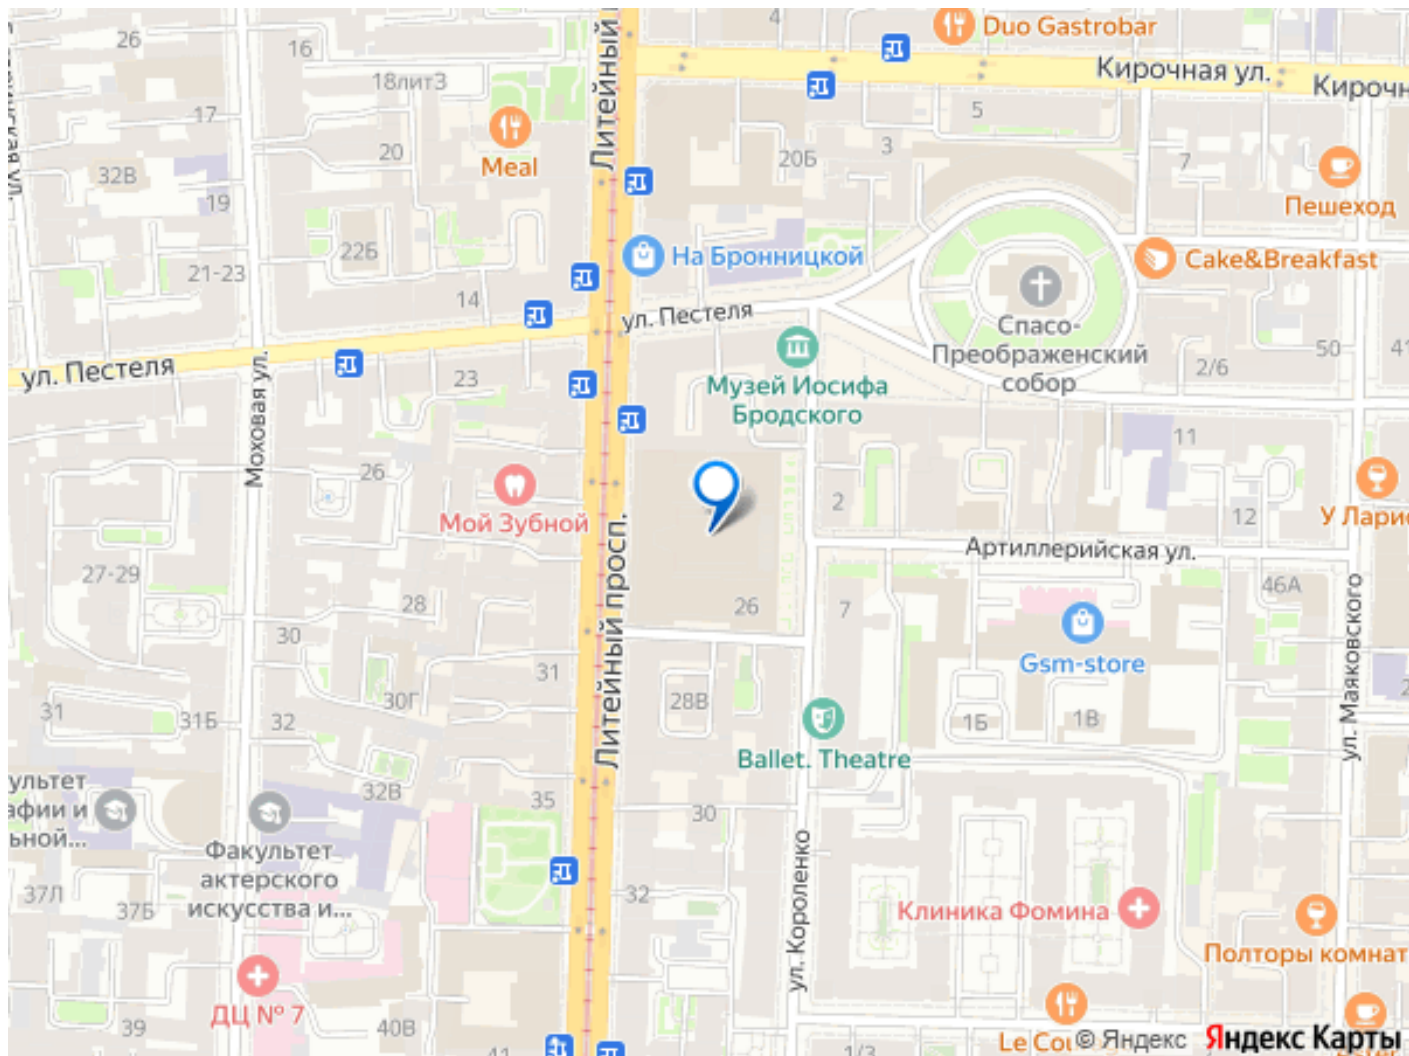 26
16
4
Duo Gastrobar
Кирочная ул.
18лит3
5
17
20
Meal
Литейный
20Б
3
7
32В
19
Пешеход
22Б
21-23
14
На Бронницкой
Cake&Breakfast
ул. Пестеля
Спасо-
Преображенский
собор
ул. Пестеля
23
Моховая ул.
Музей Иосифа
Бродского
2/6
50
41
26
Мой Зубной
2
11
12
Артиллерийская ул.
27-29
28
26
7
46А
30
Литейный просп.
31
30Г
28В
Gsm-store
ул. Маяковского
31
31Б
32
1Б
1В
2
Ballet. Theatre
32В
35
30
Факультет
актерского
искусства и...
37Л
37Б
32
ул. Короленко
Клиника Фомина
Полторы комнат
ДЦ № 7
39
40В
1/3
© Яндекс
Яндекс Карты